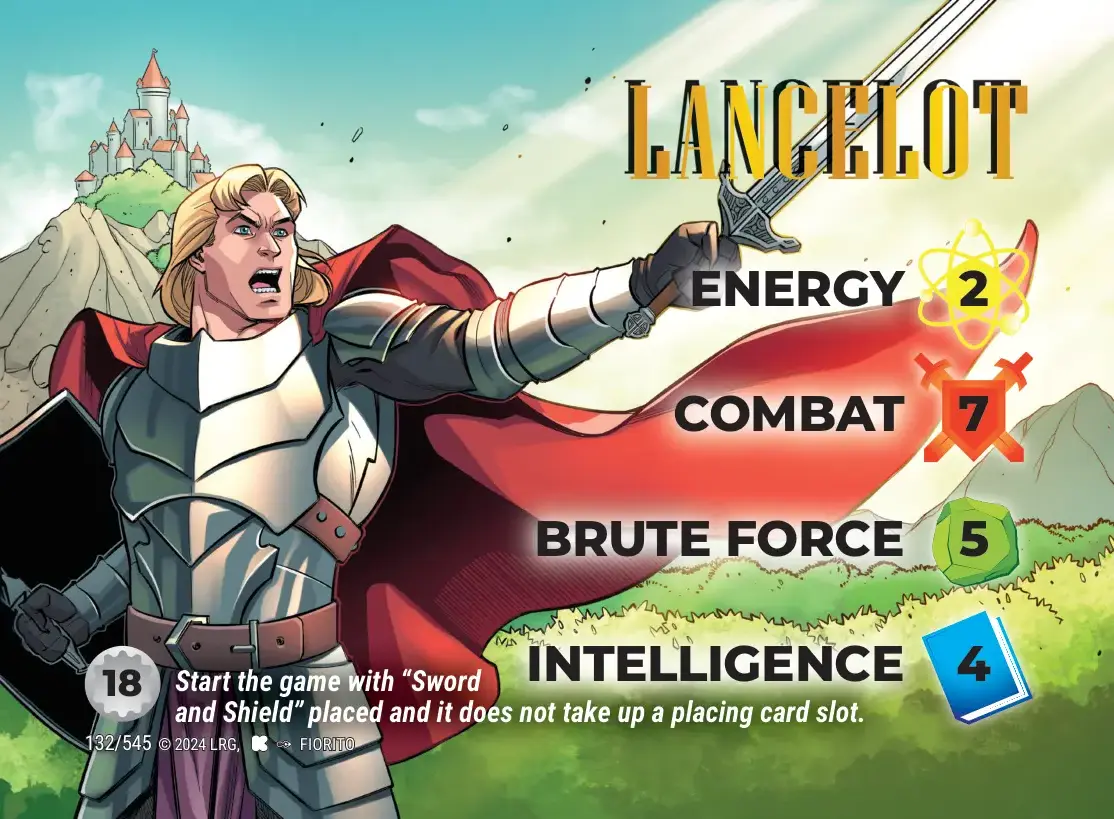 LANCELOT
ENERGY 2
COMBAT 7
BRUTE FORCE 5
INTELLIGENCE 4
18
Start the game with “Sword
and Shield” placed and it does not take up a placing card slot.
132/545 © 2024 LRG, FIORITO